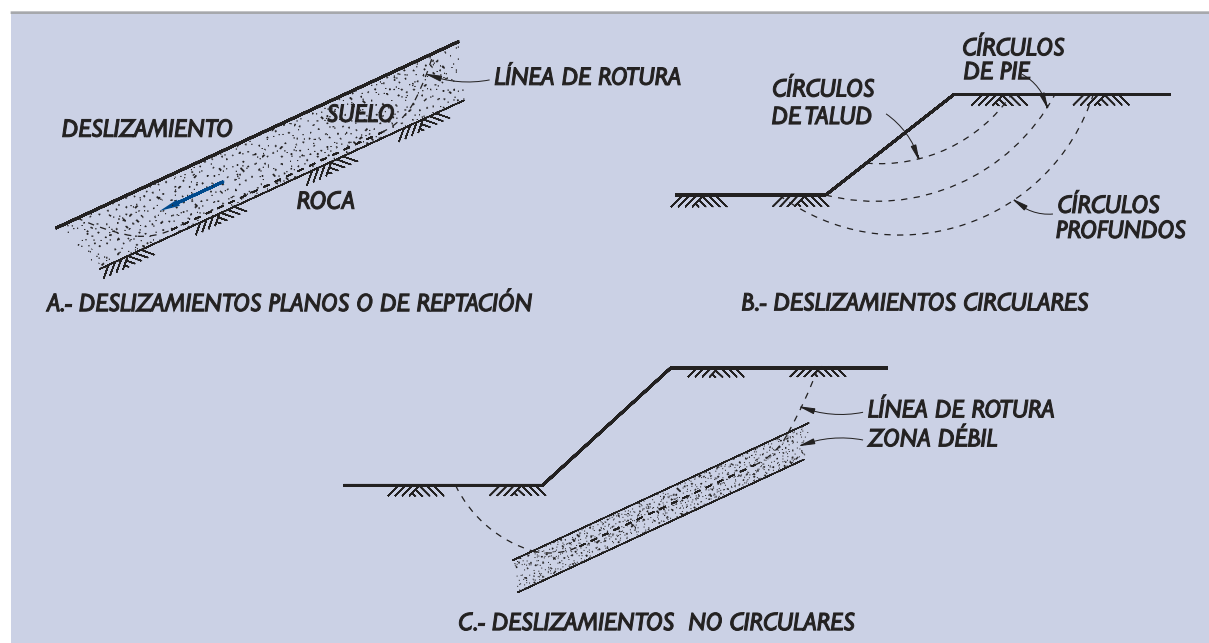 LÍNEA DE ROTURA
SUELO
DESLIZAMIENTO
ROCA
A.- DESLIZAMIENTOS PLANOS O DE REPTACIÓN
CÍRCULOS
DE PIE
CÍRCULOS
DE TALUD
CÍRCULOS
PROFUNDOS
B.- DESLIZAMIENTOS CIRCULARES
LÍNEA DE ROTURA
ZONA DÉBIL
C.- DESLIZAMIENTOS NO CIRCULARES